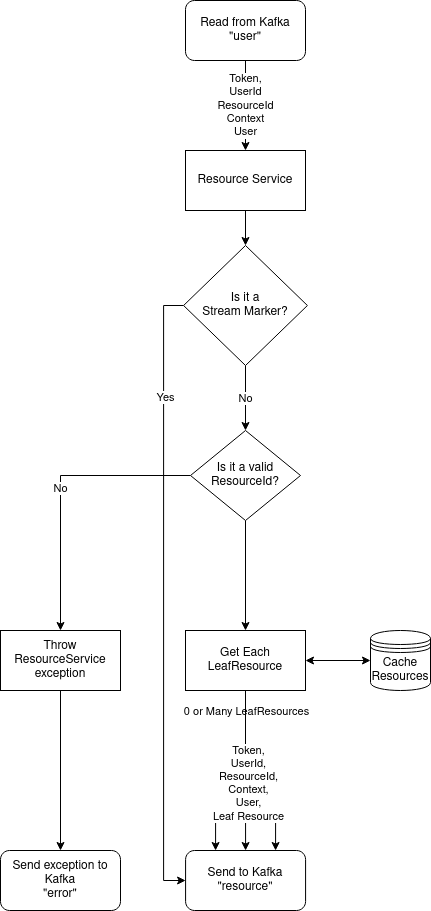 Read from Kafka
"user"
Token,
UserId
ResourceId
Context
User
Resource Service
Is it a
Stream Marker?
Yes
No
Is it a valid
ResourceId?
No
Throw
ResourceService
exception
Get Each
LeafResource
Cache
Resources
0 or Many LeafResources
Token,
UserId,
ResourceId,
Context,
User,
Leaf Resource
Send exception to
Kafka
"error"
Send to Kafka
"resource"